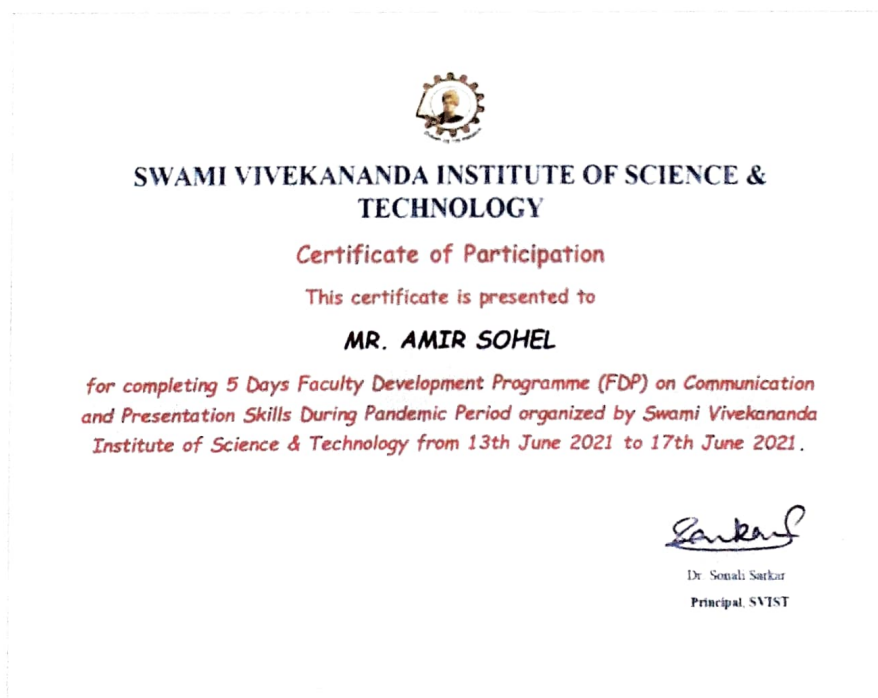 SWAMI VIVEKANANDA INSTITUTE OF SCIENCE &
TECHNOLOGY
Certificate of Participation
This certificate is presented to
MR. AMIR SOHEL
for completing 5 Days Faculty Development Programme (FDP) on Communication
and Presentation Skills During Pandemic Period organized by Swami Vivekananda
Institute of Science & Technology from 13th June 2021 to 17th June 2021.
Sarkar
Dr. Sonali Sarkar
Principal, SVIST